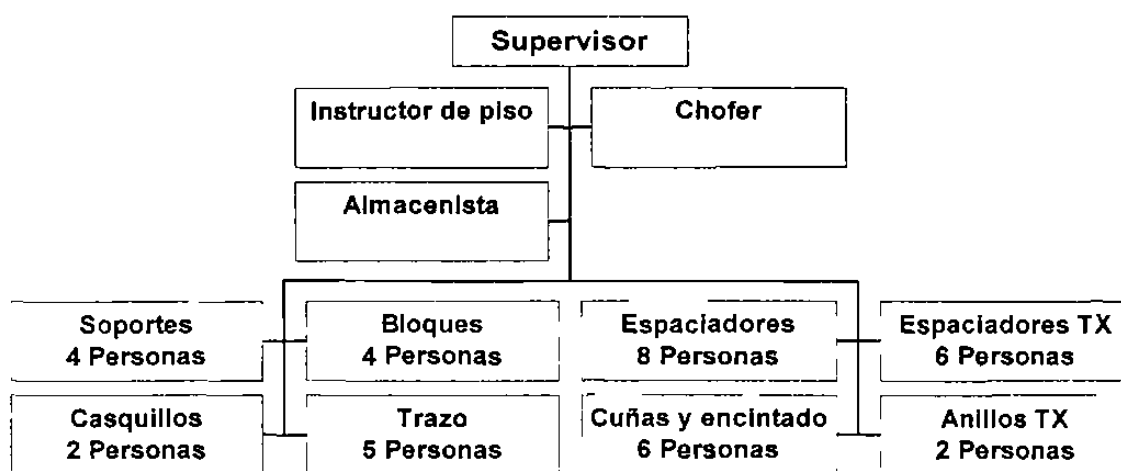 Supervisor
Instructor de piso
Chofer
Almacenista
Soportes
4 Personas
Bloques
4 Personas
Espaciadores
8 Personas
Espaciadores TX
6 Personas
Casquillos
2 Personas
Trazo
5 Personas
Cuñas y encintado
6 Personas
Anillos TX
2 Personas